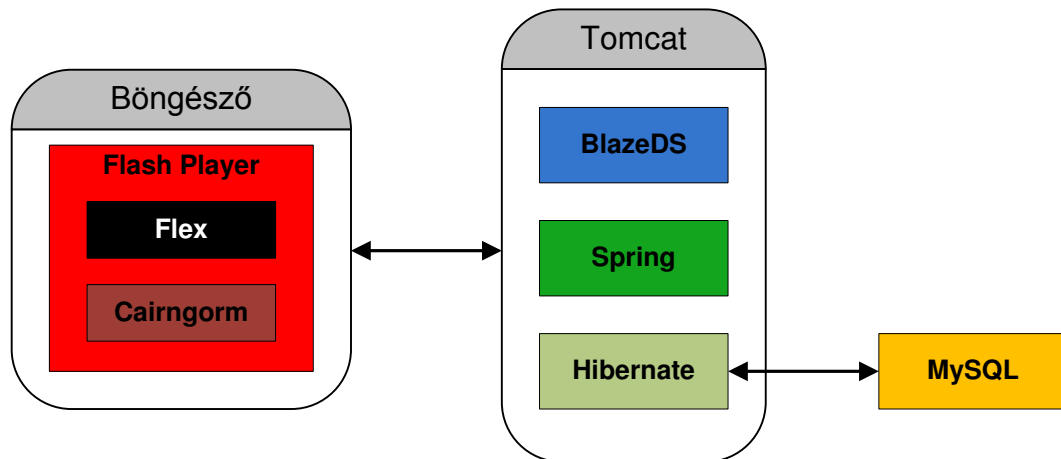 Böngésző
Flash Player
Flex
Cairngorm
Tomcat
BlazeDS
Spring
Hibernate
MySQL